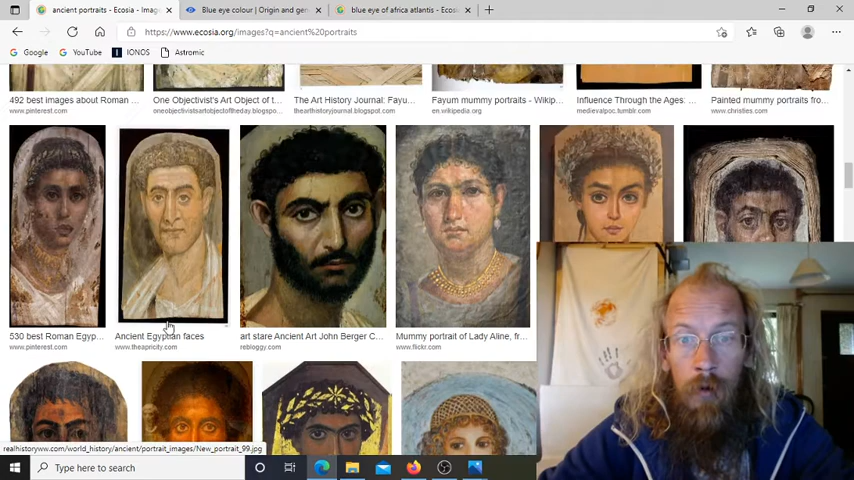 ancient portraits - Ecosia - Imag
Blue eye colour | Origin and gen
blue eye of africa atlantis - Ecosi
https://www.ecosia.org/images?q=ancient%20portraits
Google
YouTube
IONOS
Astromic
492 best images about Roman ...
One Objectivist's Art Object of t...
The Art History Journal: Fayu...
Fayum mummy portraits - Wikip...
Influence Through the Ages: ...
Painted mummy portraits fro...
www.pinterest.com
oneobjectivistsartobjectoftheday.blogspo...
thearthistoryjournal.blogspot...
en.wikipedia.org
medievalpoc.tumblr.com
www.christies.com
530 best Roman Egyp...
Ancient Egyptian faces
art stare Ancient Art John Berger C...
Mummy portrait of Lady Aline, fr...
www.pinterest.com
www.theapricity.com
rebloggy.com
www.flickr.com
realhistoryww.com/world_history/ancient/portrait_images/New_portrait_99.jpg
Type here to search